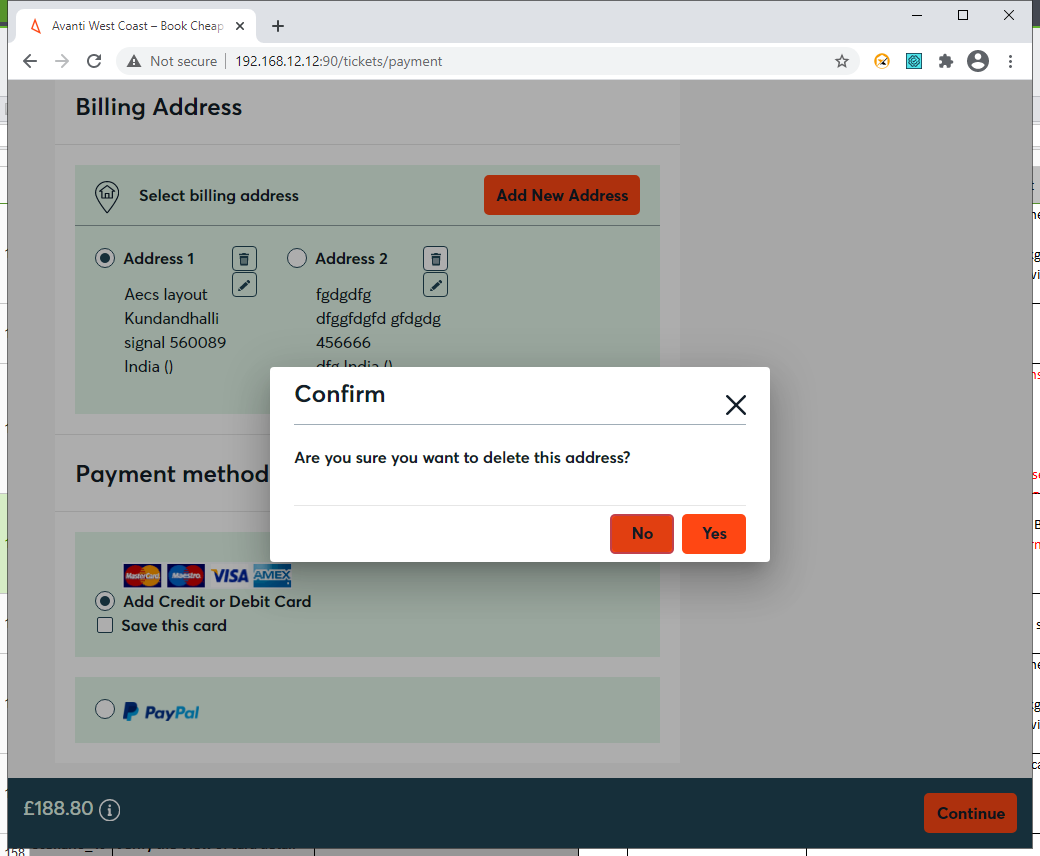 Avanti West Coast – Book Cheap
Not secure | 192.168.12.12:90/tickets/payment
Billing Address
Select billing address
Add New Address
Address 1
Aecs layout
Kundandhalli
signal 560089
India ()
Address 2
fgdgdfg
dfggfdgfd gfdgdg
456666
dfg India ()
Confirm
Are you sure you want to delete this address?
No
Yes
Payment method
MasterCard Maestro VISA AMEX
Add Credit or Debit Card
Save this card
PayPal
£188.80
Continue
158